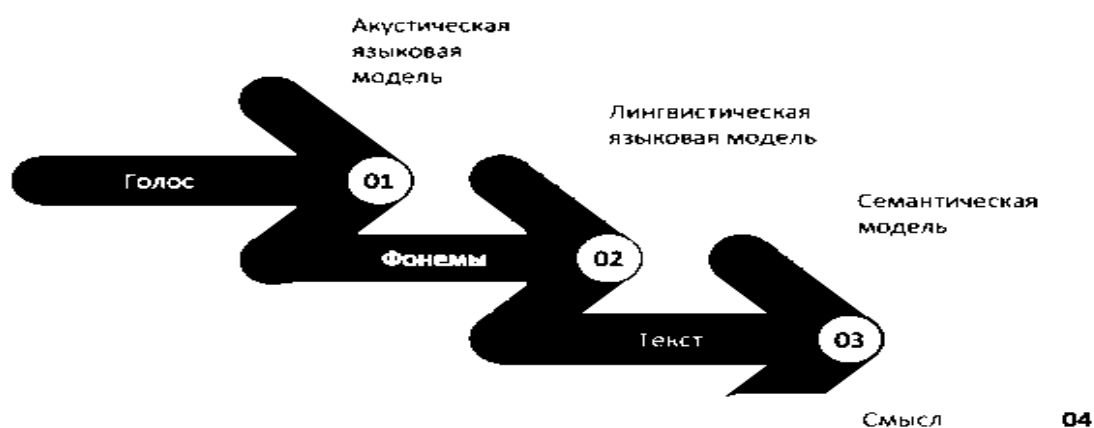 Акустическая
языковая
модель
Лингвистическая
языковая модель
Голос
01
Семантическая
модель
Фонемы
02
Текст
03
Смысл
04